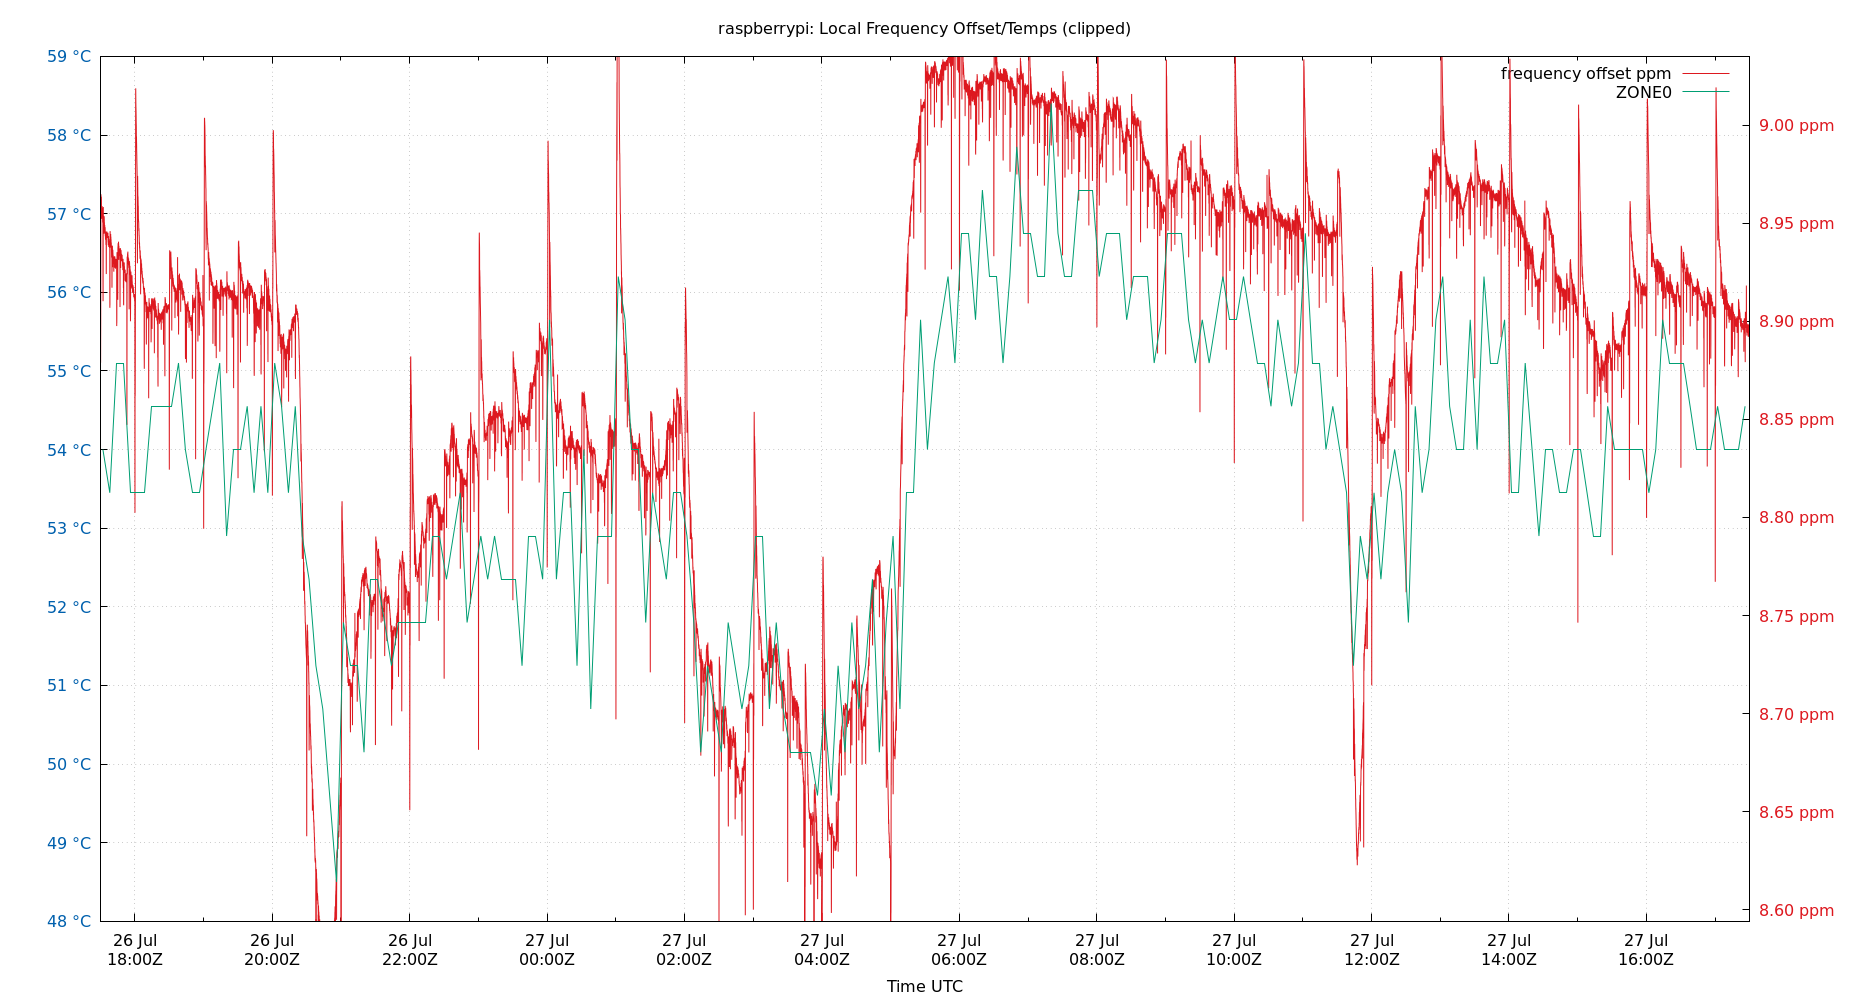 raspberrypi: Local Frequency Offset/Temps (clipped)
59 °C
58 °C
57 °C
56 °C
55 °C
54 °C
53 °C
52 °C
51 °C
50 °C
49 °C
48 °C
frequency offset ppm
ZONE0
9.00 ppm
8.95 ppm
8.90 ppm
8.85 ppm
8.80 ppm
8.75 ppm
8.70 ppm
8.65 ppm
8.60 ppm
26 Jul 26 Jul 26 Jul 27 Jul 27 Jul 27 Jul 27 Jul 27 Jul 27 Jul 27 Jul 27 Jul 27 Jul
18:00Z 20:00Z 22:00Z 00:00Z 02:00Z 04:00Z 06:00Z 08:00Z 10:00Z 12:00Z 14:00Z 16:00Z
Time UTC